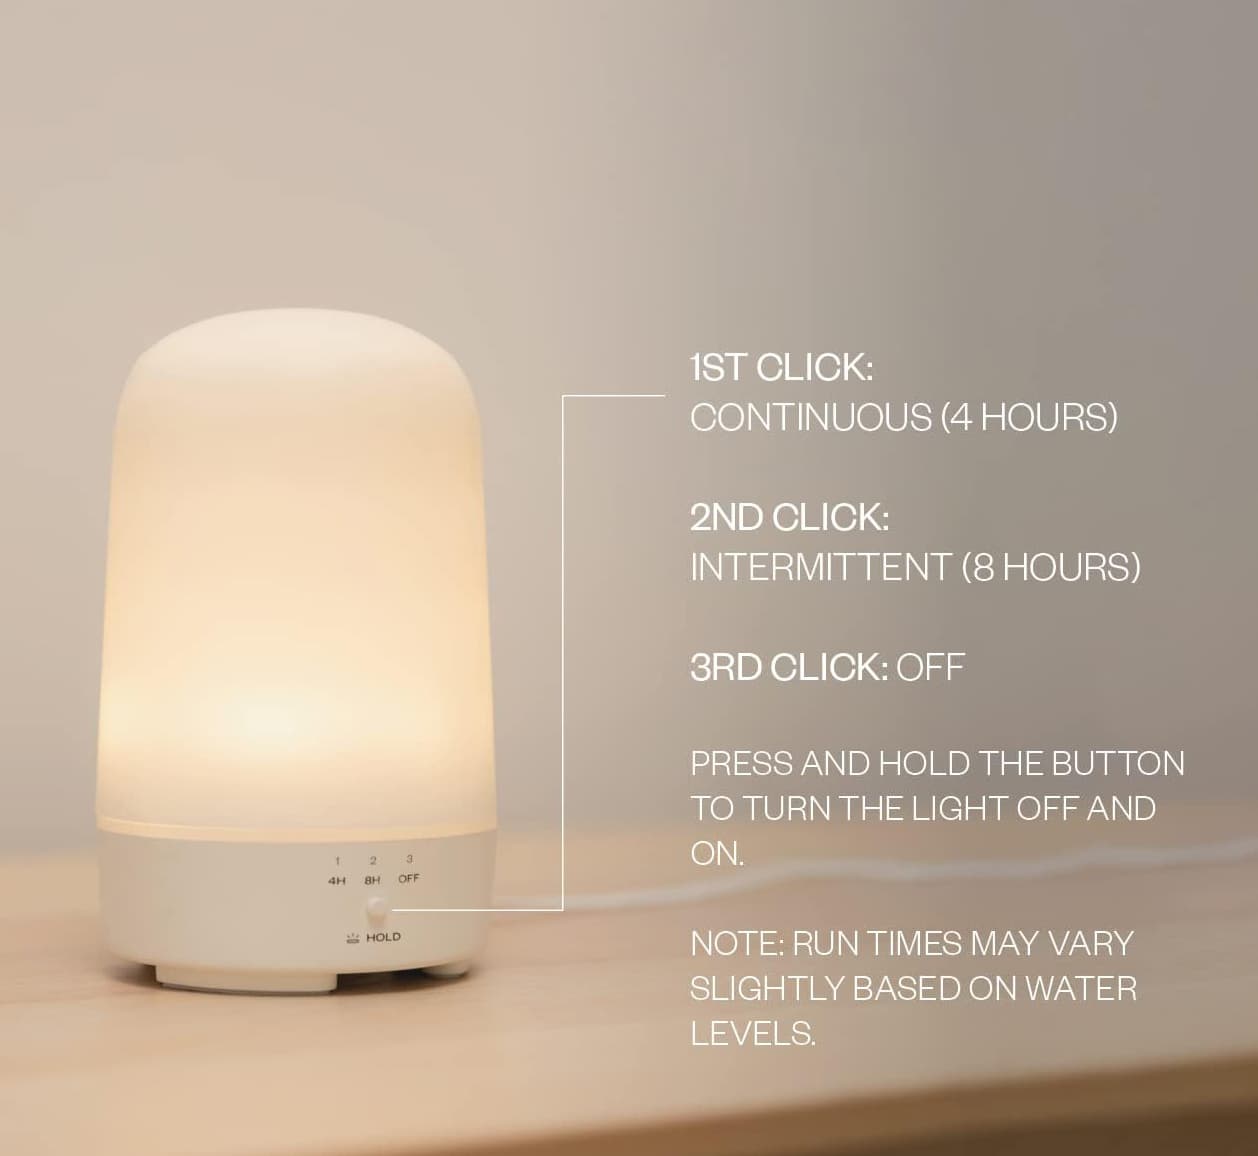 1ST CLICK:
CONTINUOUS (4 HOURS)
2ND CLICK:
INTERMITTENT (8 HOURS)
3RD CLICK: OFF
PRESS AND HOLD THE BUTTON
TO TURN THE LIGHT OFF AND
ON.
NOTE: RUN TIMES MAY VARY
SLIGHTLY BASED ON WATER
LEVELS.
1 2 3
4H 8H OFF
HOLD